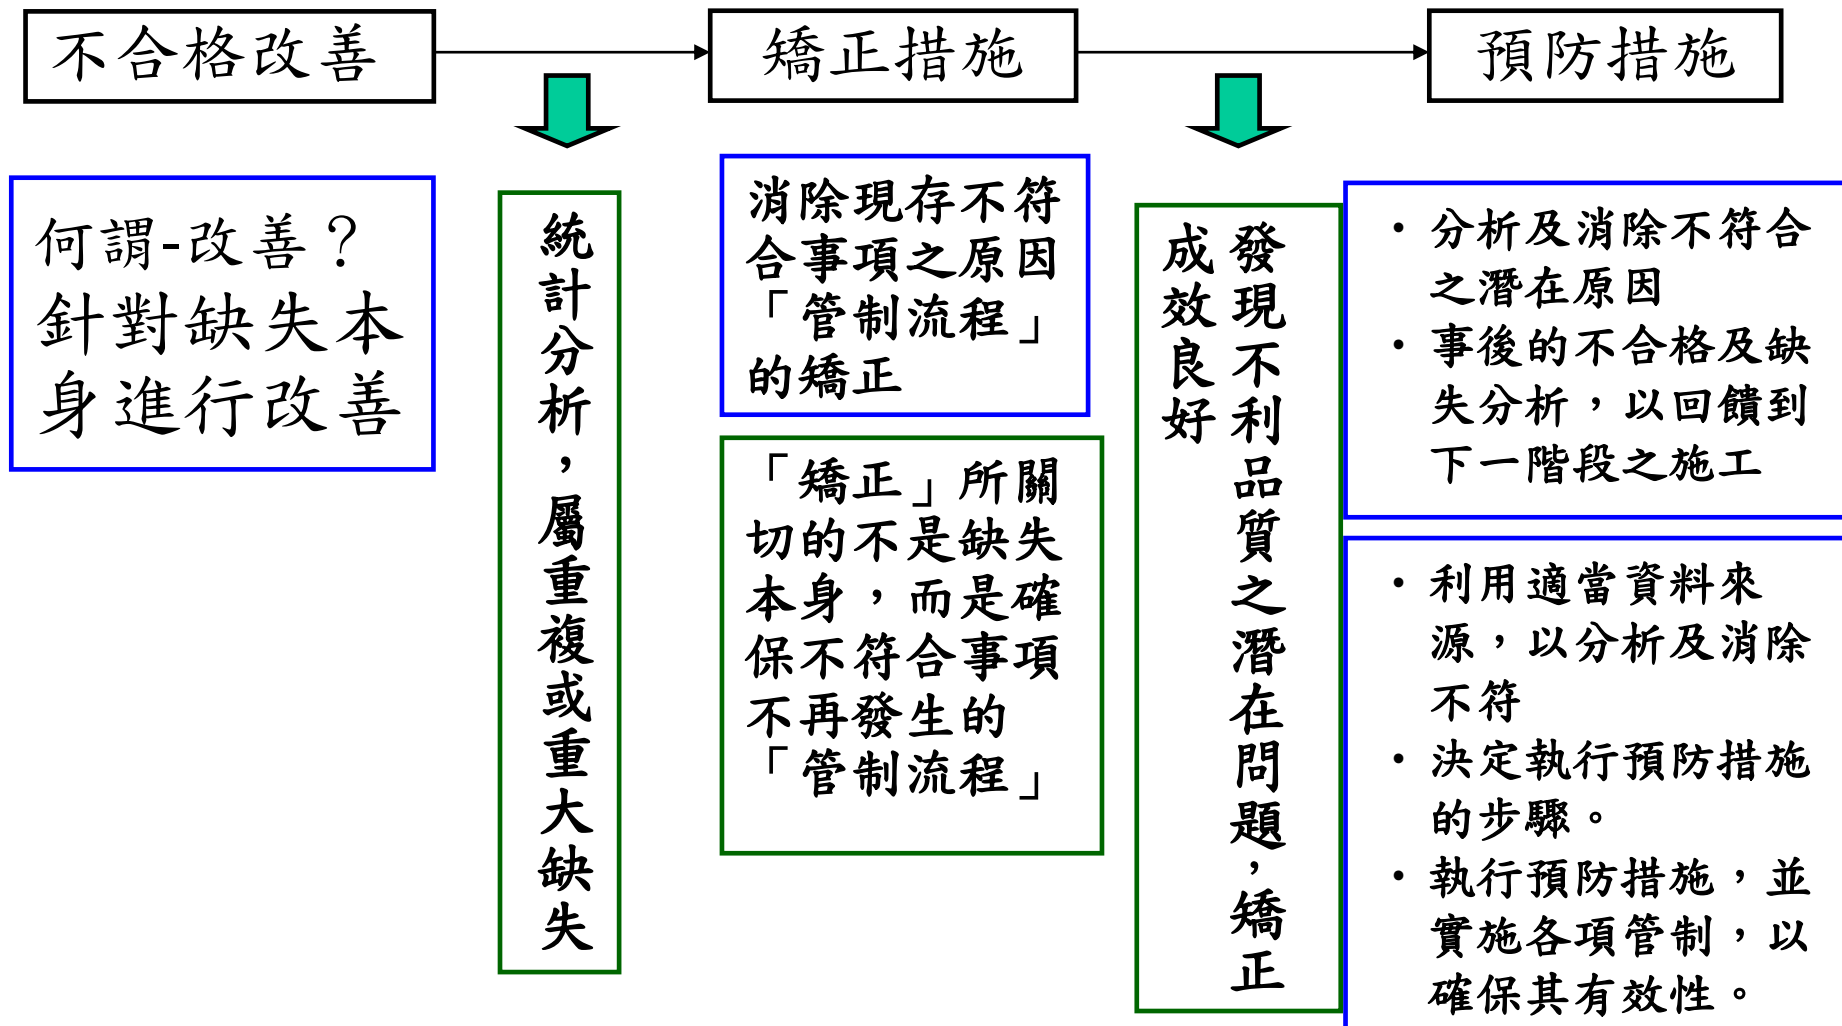 不合格改善
矯正措施
預防措施
何謂-改善？
針對缺失本
身進行改善
統計分析，屬重複或重大缺失
消除現存不符
合事項之原因
「管制流程」
的矯正
「矯正」所關
切的不是缺失
本身，而是確
保不符合事項
不再發生的
「管制流程」
發現不利品質之潛在問題，矯正
成效良好
•分析及消除不符合
之潛在原因
•事後的不合格及缺
失分析，以回饋到
下一階段之施工
•利用適當資料來
源，以分析及消除
不符
•決定執行預防措施
的步驟。
•執行預防措施，並
實施各項管制，以
確保其有效性。